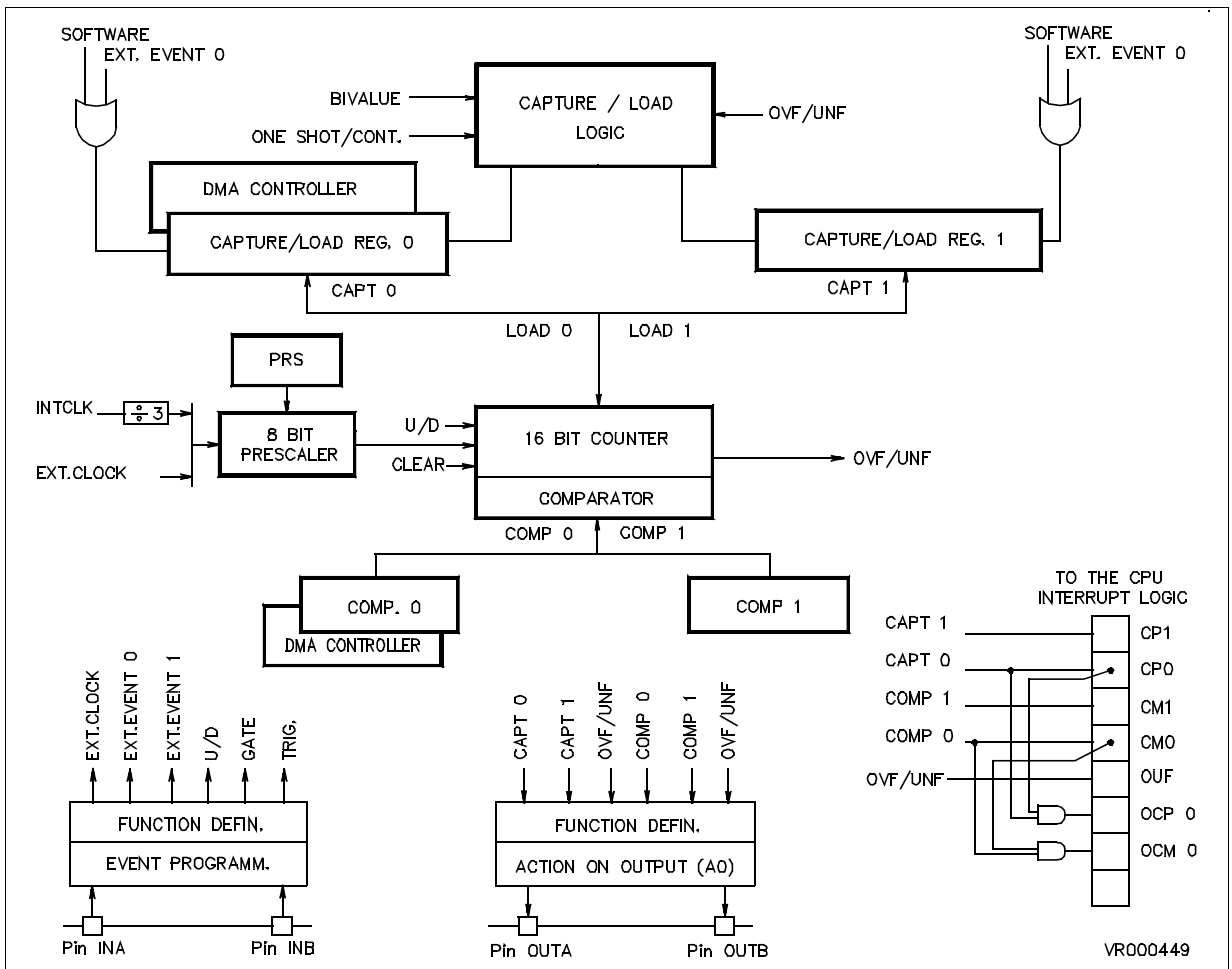 SOFTWARE
EXT. EVENT 0
SOFTWARE
EXT. EVENT 0
BIVALUE
ONE SHOT/CONT.
CAPTURE / LOAD
LOGIC
OVF/UNF
DMA CONTROLLER
CAPTURE/LOAD REG. 0
CAPTURE/LOAD REG. 1
CAPT 0
CAPT 1
LOAD 0
LOAD 1
PRS
INTCLK
÷ 3
8 BIT
PRESCALER
EXT.CLOCK
U/D
CLEAR
16 BIT COUNTER
OVF/UNF
COMPARATOR
COMP 0
COMP 1
COMP. 0
DMA CONTROLLER
COMP 1
TO THE CPU
INTERRUPT LOGIC
CAPT 1
CP1
CAPT 0
CP0
COMP 1
CM1
COMP 0
CM0
OVF/UNF
OUF
OCP 0
OCM 0
EXT.CLOCK
EXT.EVENT 0
EXT.EVENT 1
U/D
GATE
TRIG.
FUNCTION DEFIN.
EVENT PROGRAMM.
Pin INA
Pin INB
CAPT 0
CAPT 1
OVF/UNF
COMP 0
COMP 1
OVF/UNF
FUNCTION DEFIN.
ACTION ON OUTPUT (A0)
Pin OUTA
Pin OUTB
VR000449